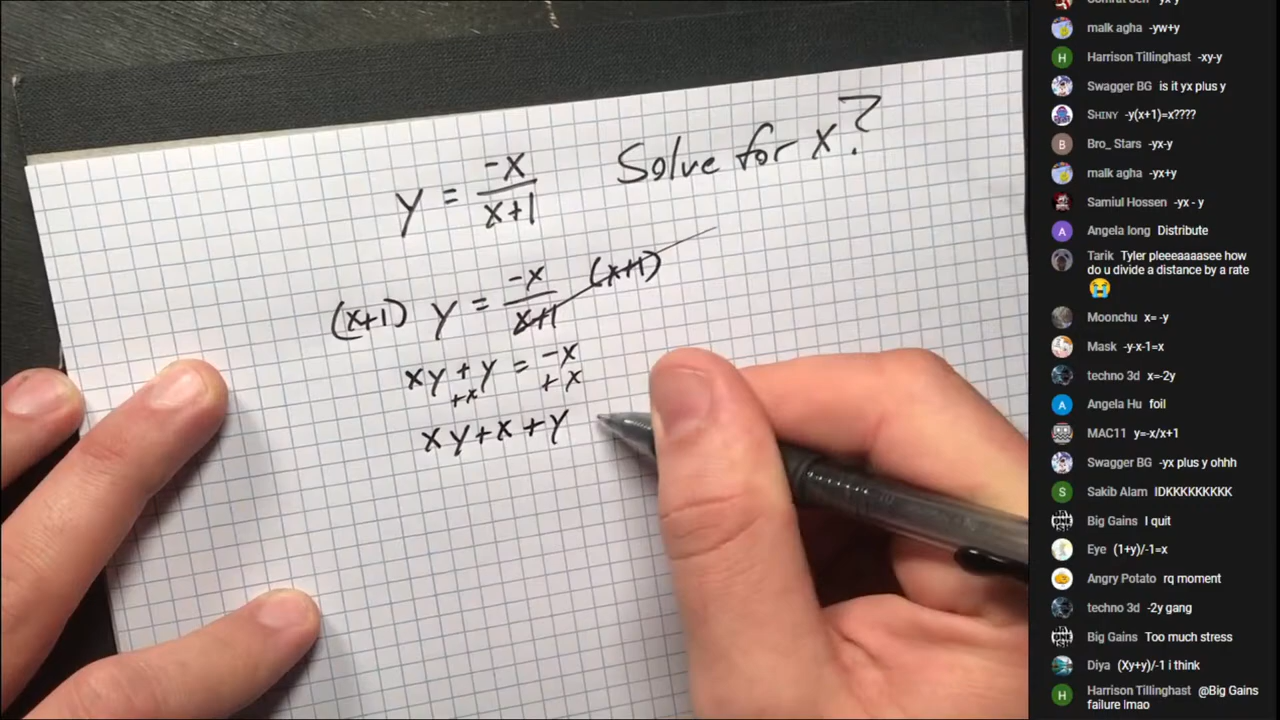 y = -x/x+1 Solve for x?
(x+1) y = -x/x+1 (x+1)
xy + y = -x
+x +x
xy+x+y
malk agha -yw+y
Harrison Tillinghast -xy-y
Swagger BG is it yx plus y
SHINY -y(x+1)=x????
Bro_ Stars -yx-y
malk agha -yx+y
Samiul Hossen -yx - y
Angela long Distribute
Tarik Tyler pleeeaaaasee how
do u divide a distance by a rate
😭
Moonchu x= -y
Mask -y-x-1=x
techno 3d x=-2y
Angela Hu foil
MAC11 y=-x/x+1
Swagger BG -yx plus y ohhh
Sakib Alam IDKKKKKKKKK
Big Gains I quit
Eye (1+y)/-1=x
Angry Potato rq moment
techno 3d -2y gang
Big Gains Too much stress
Diya (Xy+y)/-1 i think
Harrison Tillinghast @Big Gains
failure lmao